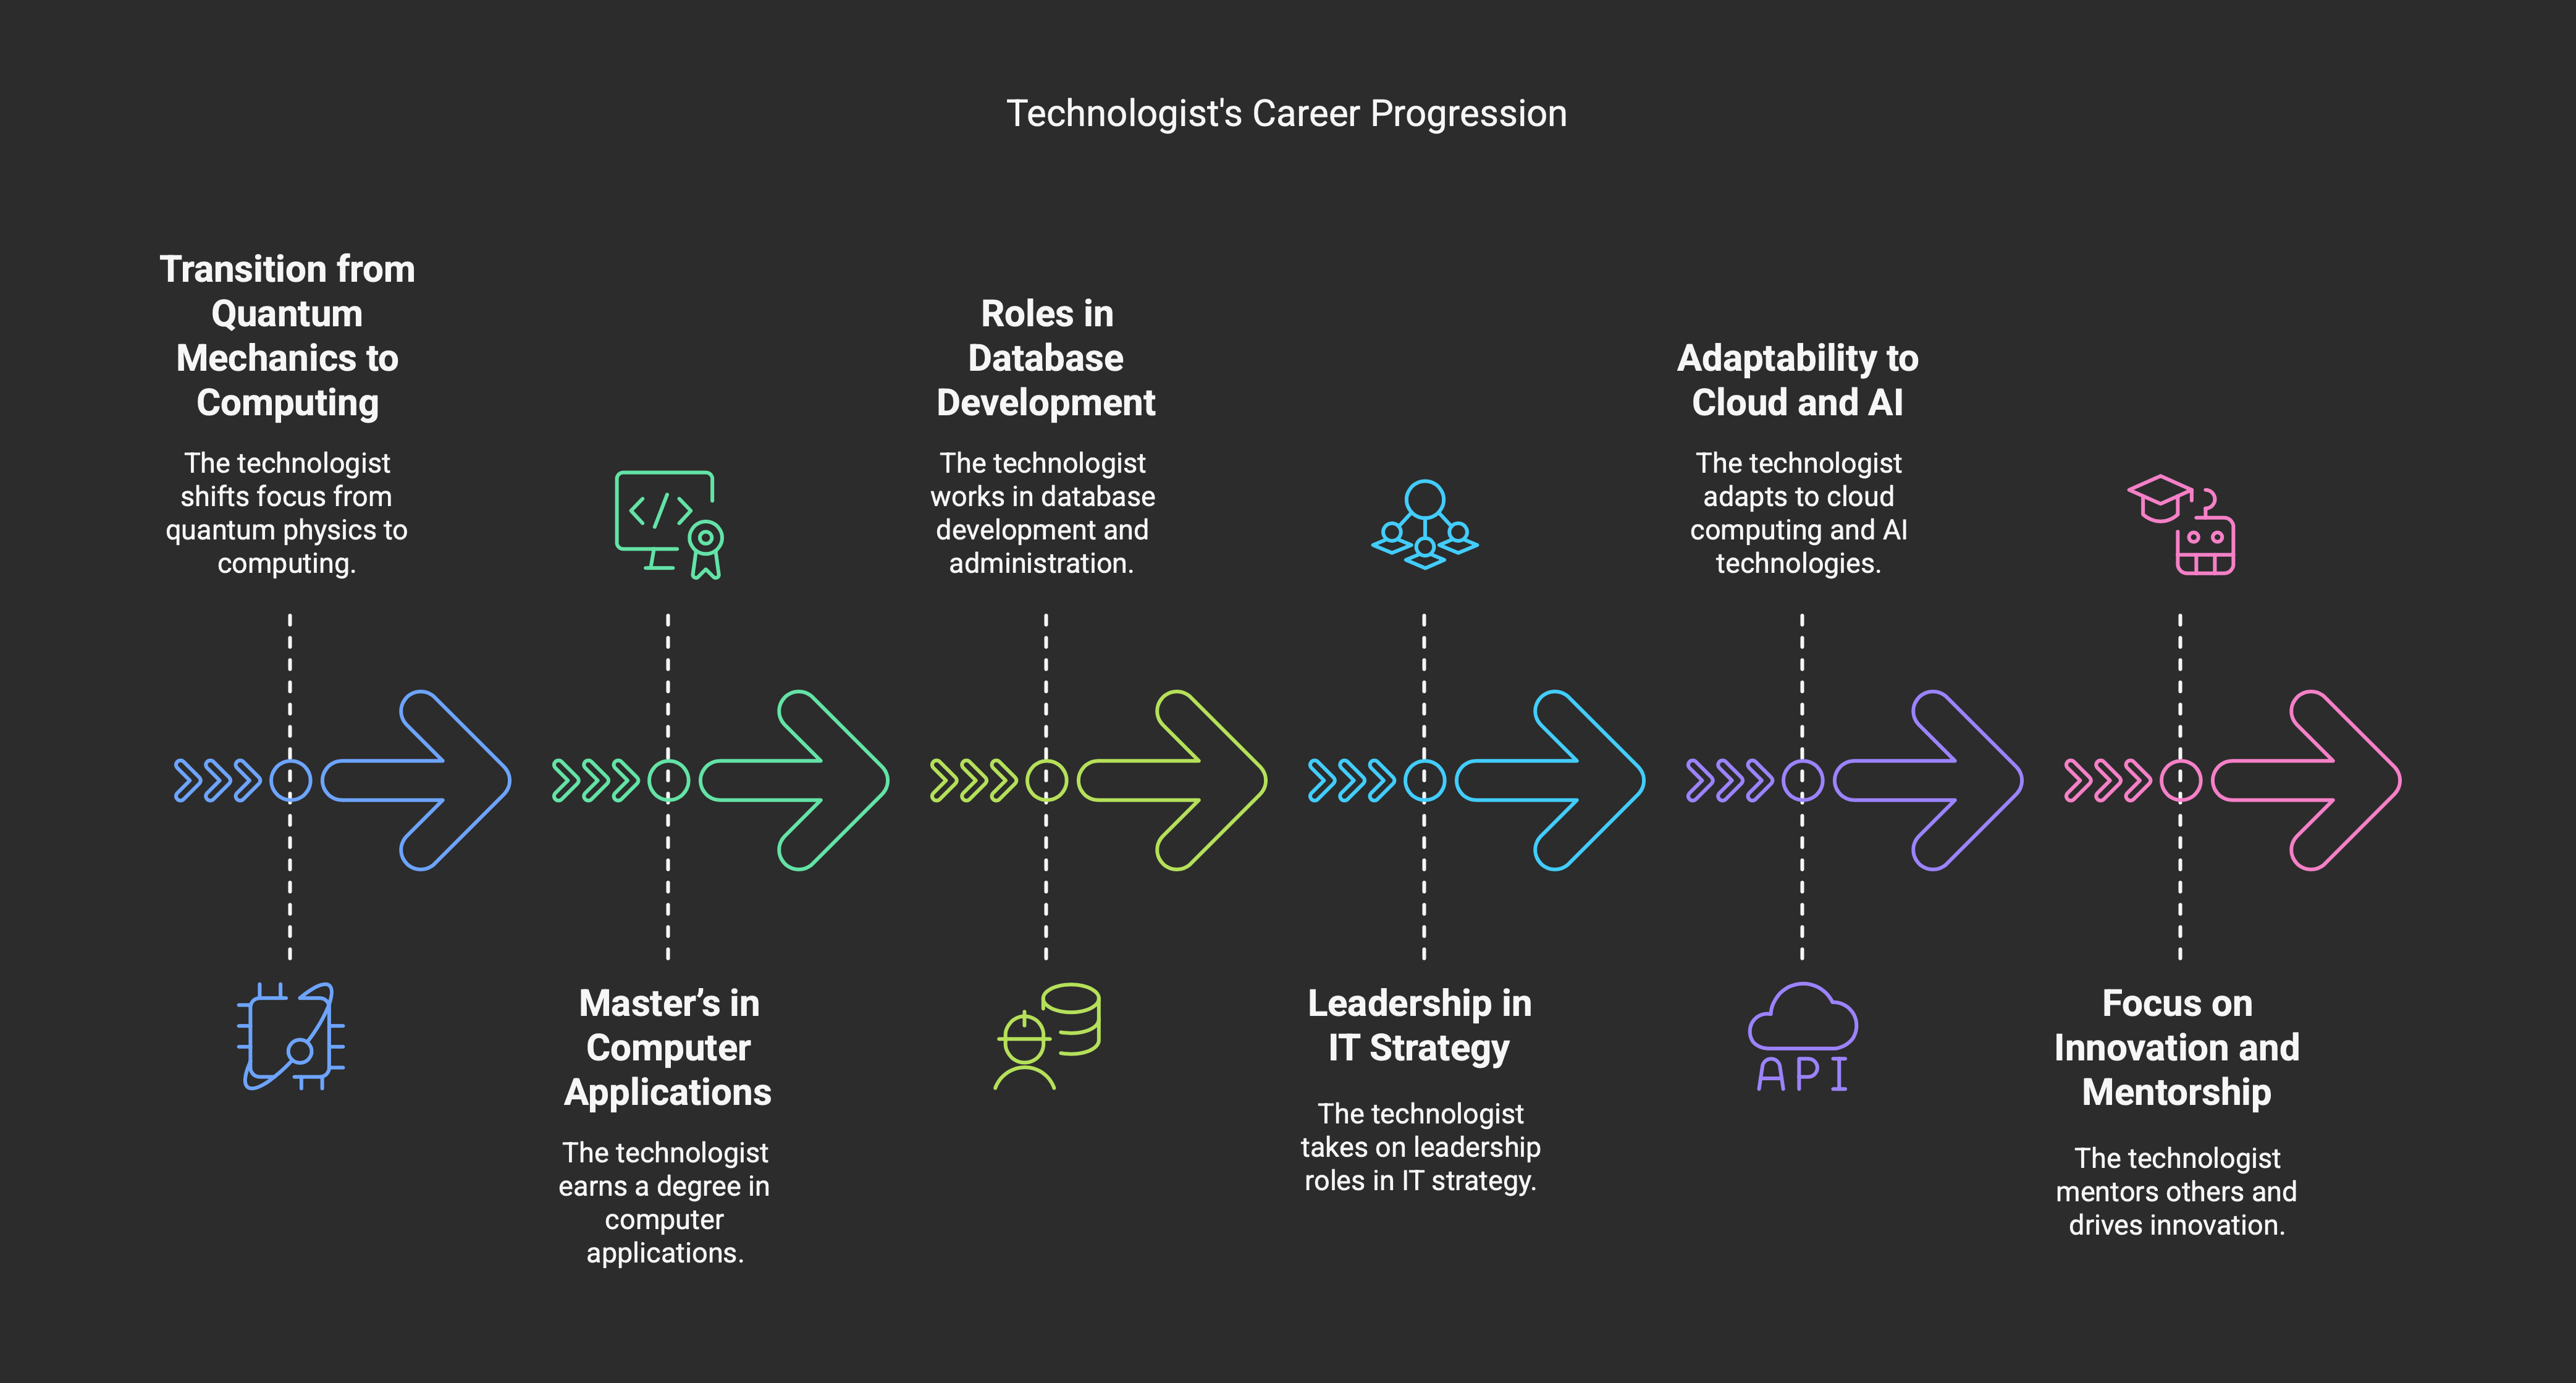 Technologist's Career Progression
Transition from
Quantum
Mechanics to
Computing
The technologist
shifts focus from
quantum physics to
computing.
Master’s in
Computer
Applications
The technologist
earns a degree in
computer
applications.
Roles in
Database
Development
The technologist
works in database
development and
administration.
Leadership in
IT Strategy
The technologist
takes on leadership
roles in IT strategy.
Adaptability to
Cloud and AI
The technologist
adapts to cloud
computing and AI
technologies.
API
Focus on
Innovation and
Mentorship
The technologist
mentors others and
drives innovation.